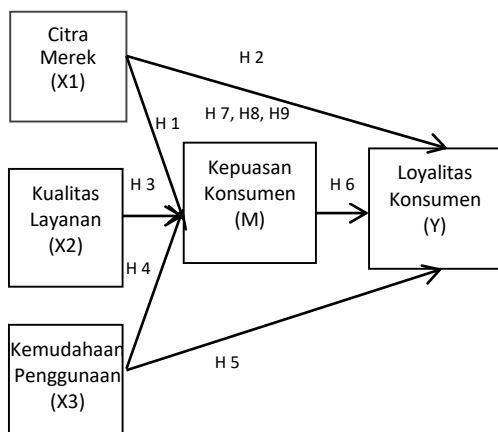 Citra
Merek
(X1)
H 2
H 1
H 7, H8, H9
Kualitas
Layanan
(X2)
H 3
Kepuasan
Konsumen
(M)
H 6
Loyalitas
Konsumen
(Y)
H 4
Kemudahaan
Penggunaan
(X3)
H 5